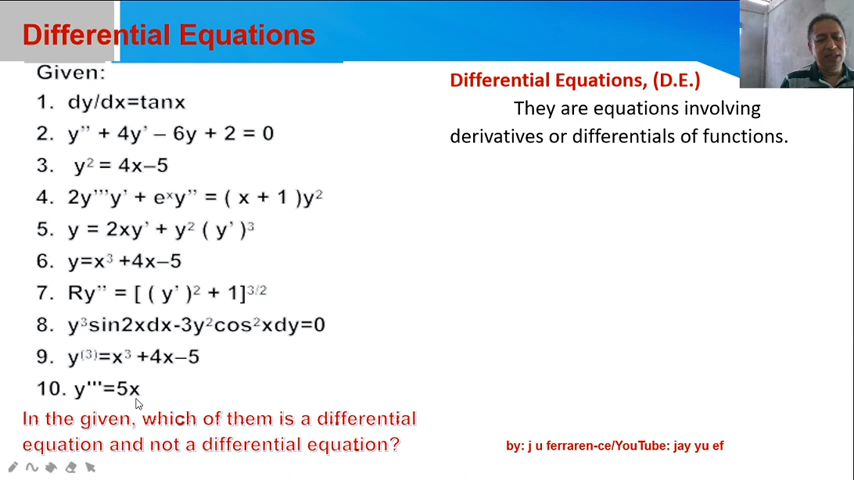 Differential Equations
Given:
1. dy/dx=tanx
2. y” + 4y’ – 6y + 2 = 0
3. y² = 4x–5
4. 2y’’’y’ + eˣy” = ( x + 1 )y²
5. y = 2xy’ + y² ( y’ )³
6. y=x³ +4x–5
7. Ry” = [ ( y’ )² + 1]³ᐟ²
8. y³sin2xdx-3y²cos²xdy=0
9. y⁽³⁾=x³ +4x–5
10. y'''=5x
In the given, which of them is a differential
equation and not a differential equation?
Differential Equations, (D.E.)
They are equations involving
derivatives or differentials of functions.
by: j u ferraren-ce/YouTube: jay yu ef